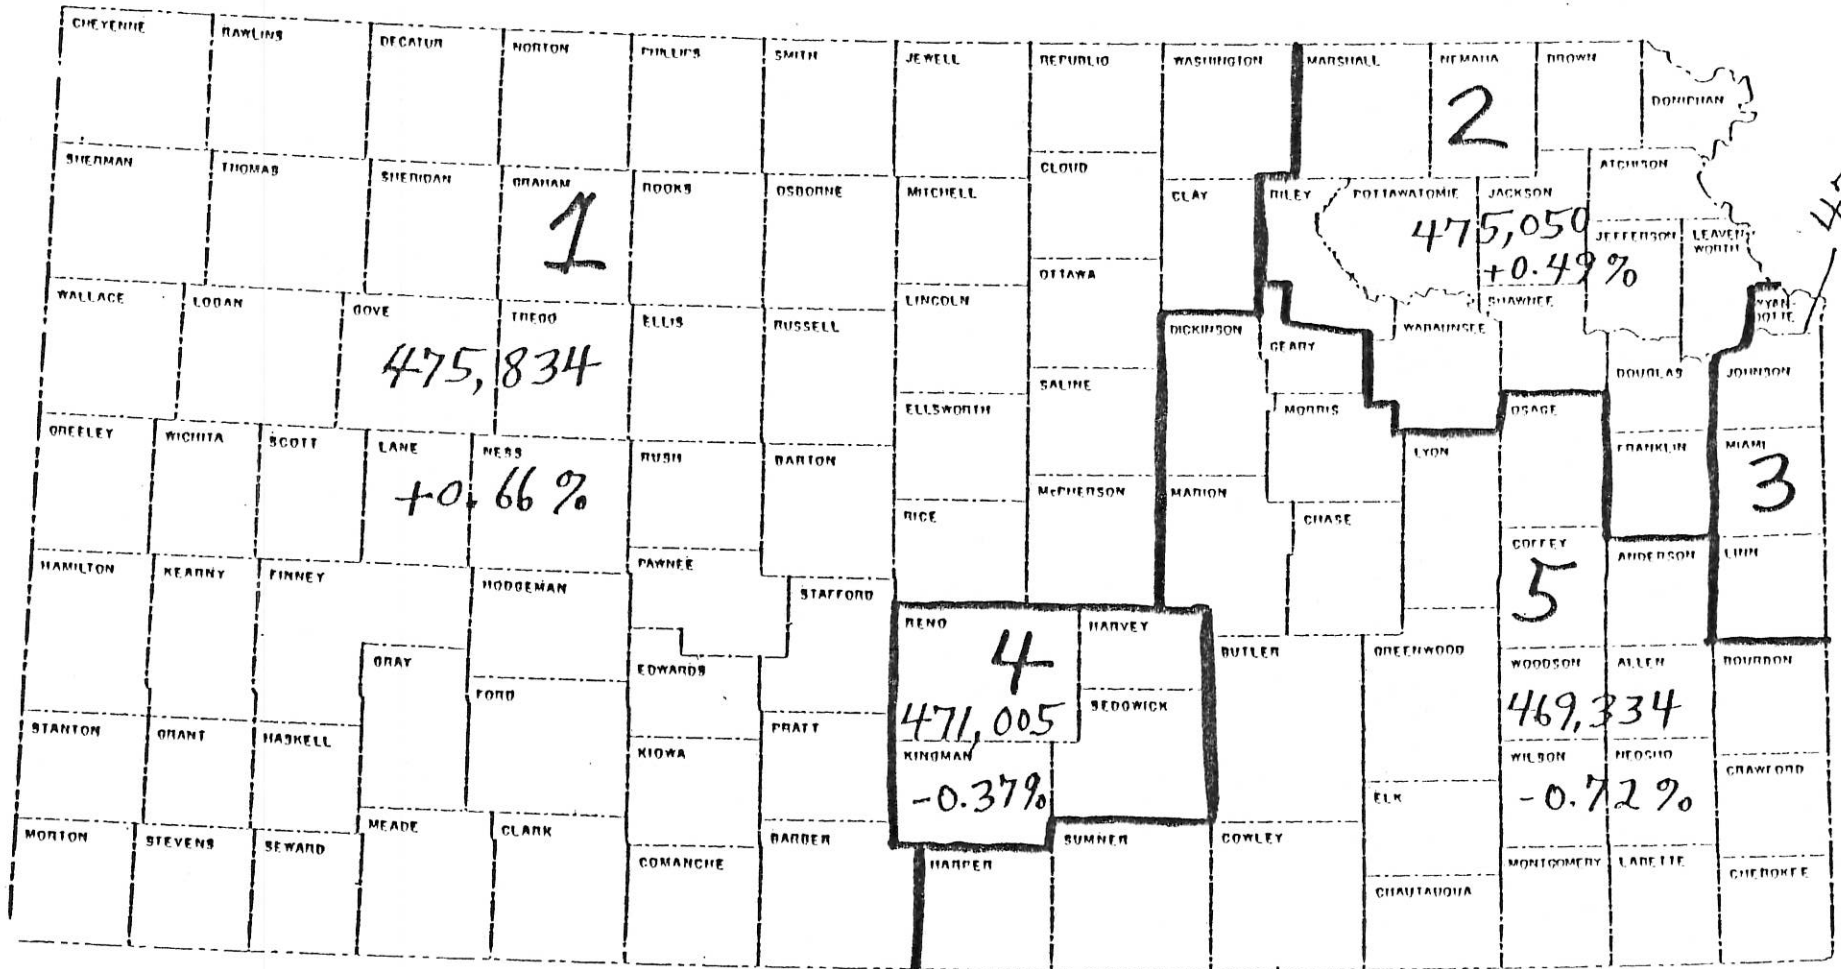 CHEYENNE RAWLINS DECATUR NORTON PHILLIPS SMITH JEWELL REPUBLIC WASHINGTON MARSHALL NEMAHA BROWN
DONIPHAN
2
SHERMAN THOMAS SHERIDAN GRAHAM ROOKS OSBORNE MITCHELL CLOUD CLAY RILEY POTTAWATOMIE JACKSON ATCHISON
1
475,050
JEFFERSON LEAVEN-
WORTH
+0.49%
OTTAWA
WALLACE LOGAN GOVE TREGO ELLIS RUSSELL LINCOLN DICKINSON GEARY WABAUNSEE SHAWNEE WYAN-
DOTTE
475,834
SALINE DOUGLAS JOHNSON
ELLSWORTH MORRIS OSAGE
GREELEY WICHITA SCOTT LANE NESS RUSH BARTON LYON FRANKLIN MIAMI
+0.66%
3
McPHERSON MARION
RICE CHASE
COFFEY ANDERSON LINN
HAMILTON KEARNY FINNEY HODGEMAN PAWNEE STAFFORD
5
RENO HARVEY
4
GRAY EDWARDS BUTLER GREENWOOD WOODSON ALLEN BOURBON
FORD SEDGWICK
471,005
469,334
STANTON GRANT HASKELL KIOWA PRATT KINGMAN WILSON NEOSHO CRAWFORD
-0.37%
ELK
-0.72%
MORTON STEVENS SEWARD MEADE CLARK COMANCHE BARBER HARPER SUMNER COWLEY MONTGOMERY LABETTE CHEROKEE
CHAUTAUQUA